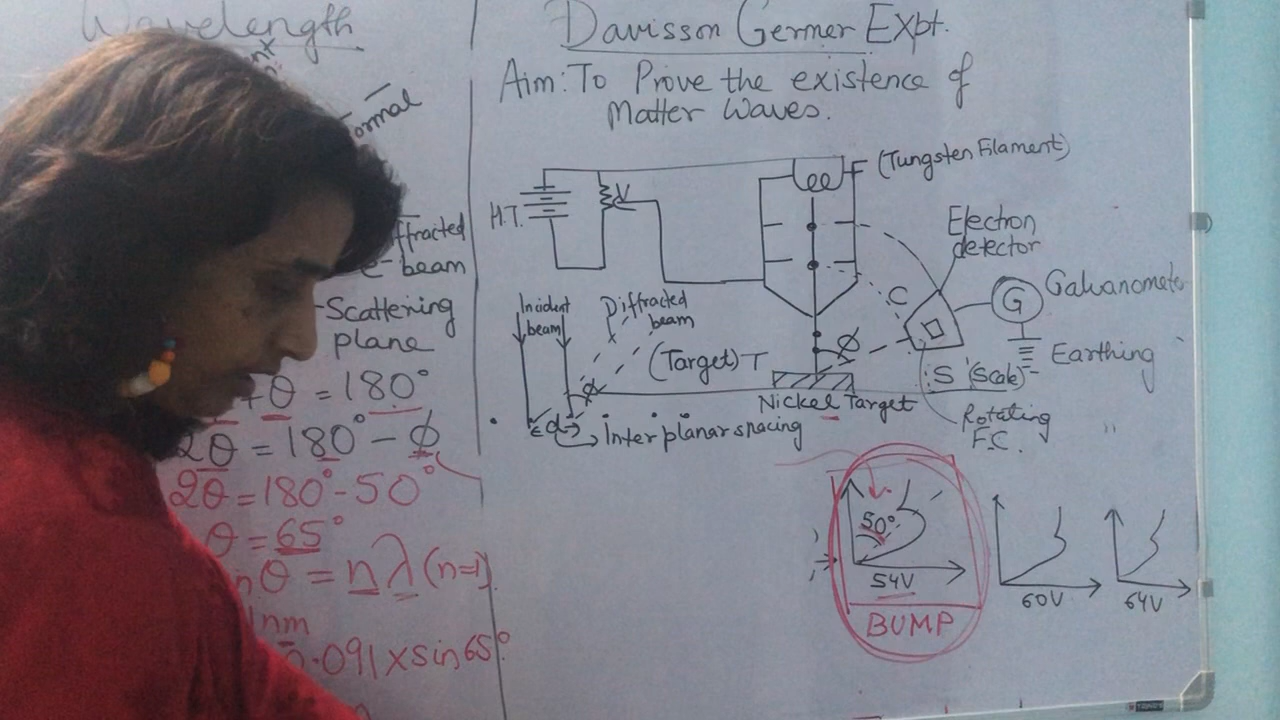 Wavelength
ormal
ffracted
e⁻ beam
Scattering
plane
+θ = 180°
2θ = 180° - ϕ
2θ = 180° - 50°
θ = 65°
nθ = nλ (n=1)
1nm
0.091 x sin 65°
Davisson Germer Expt.
Aim: To Prove the existence of
Matter Waves.
F (Tungsten Filament)
H.T.
V
Electron
detector
C
G
Galvanometer
Earthing
S (Scale)
Rotating
F.C.
Incident
beam
Diffracted
beam
(Target) T
ϕ
ϕ
Nickel Target
d
Interplanar spacing
50°
54V
BUMP
60V
64V